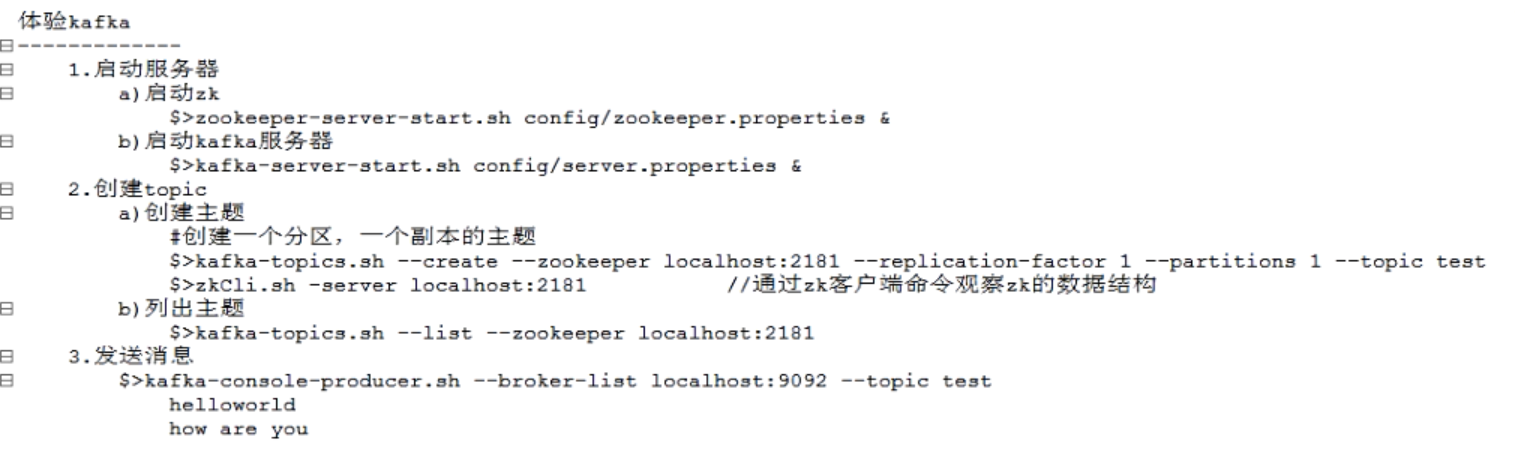 体验kafka
-------------
1.启动服务器
a)启动zk
$>zookeeper-server-start.sh config/zookeeper.properties &
b)启动kafka服务器
$>kafka-server-start.sh config/server.properties &
2.创建topic
a)创建主题
#创建一个分区，一个副本的主题
$>kafka-topics.sh --create --zookeeper localhost:2181 --replication-factor 1 --partitions 1 --topic test
$>zkCli.sh -server localhost:2181 //通过zk客户端命令观察zk的数据结构
b)列出主题
$>kafka-topics.sh --list --zookeeper localhost:2181
3.发送消息
$>kafka-console-producer.sh --broker-list localhost:9092 --topic test
helloworld
how are you